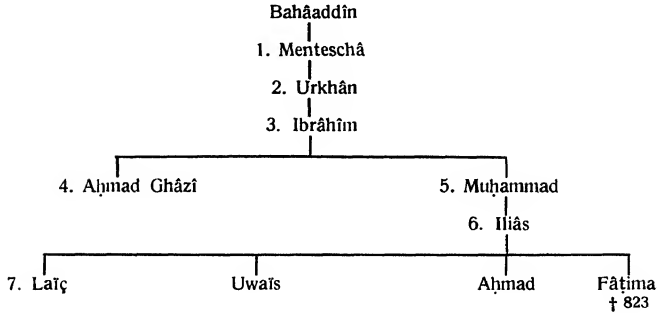 Bahâaddîn
1. Menteschâ
2. Urkhân
3. Ibrâhîm
4. Aḥmad Ghâzî 5. Muḥammad
6. Iliâs
7. Laïç Uwaïs Aḥmad Fâṭima
† 823